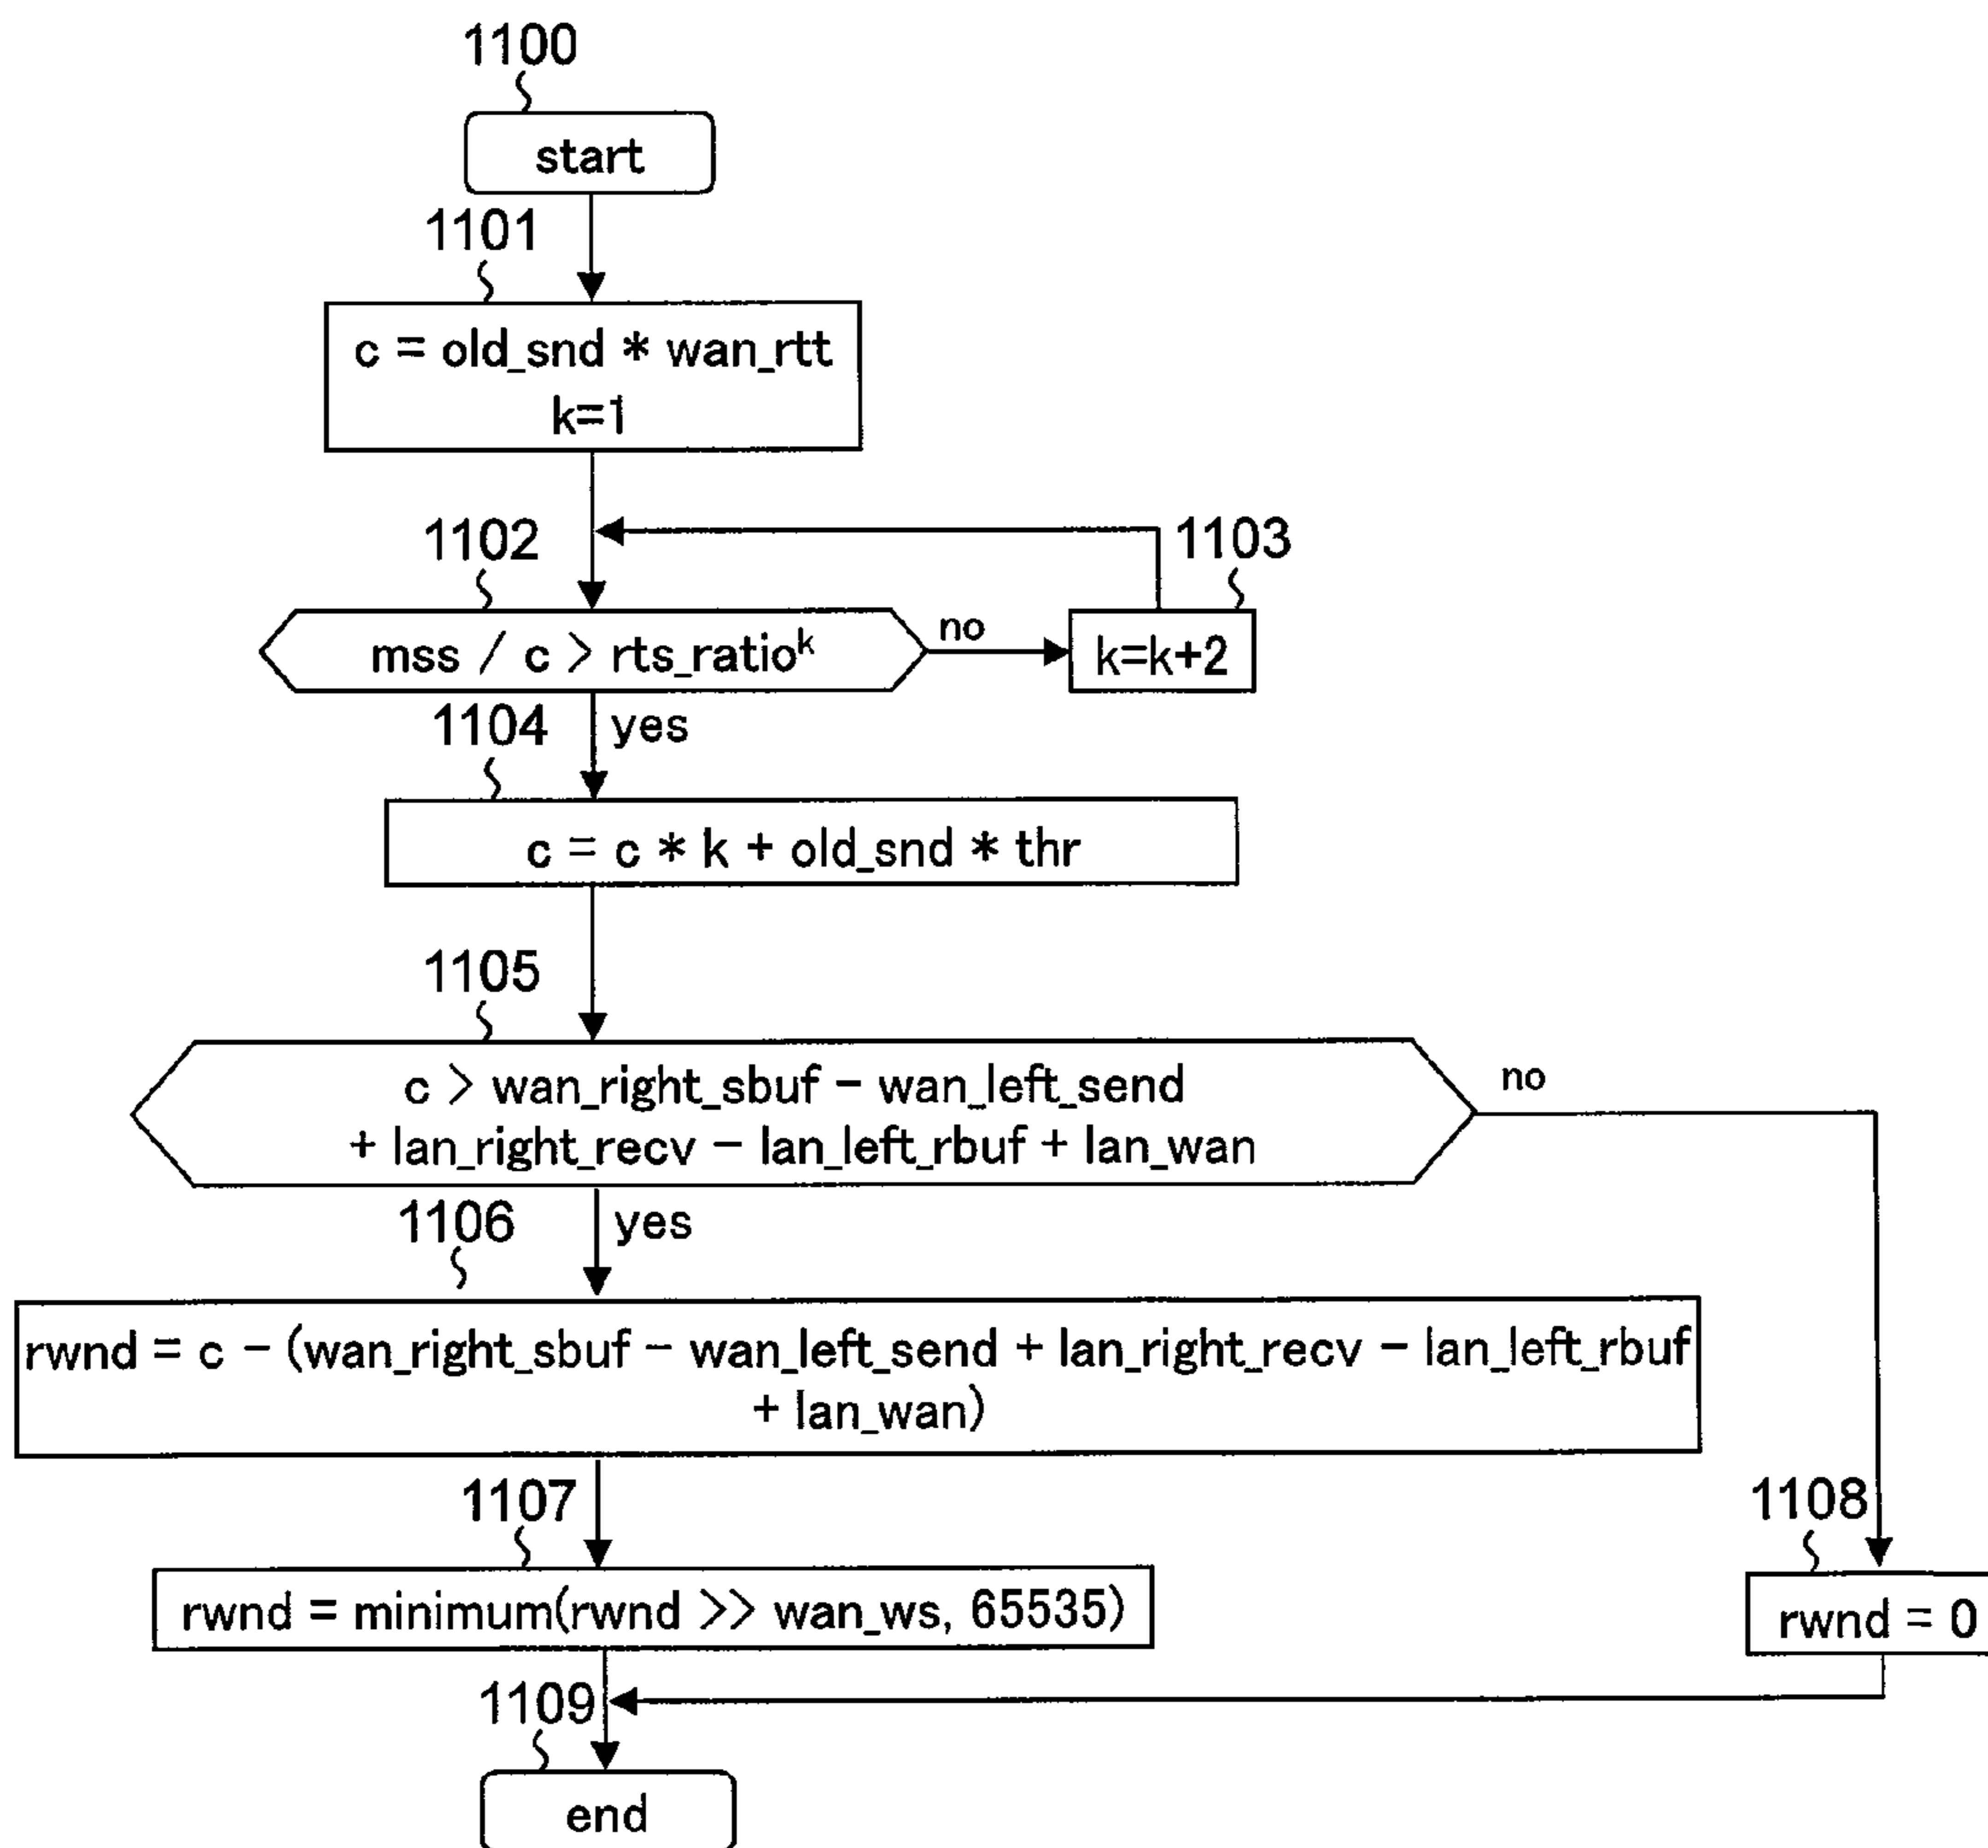 1100
start
1101
c = old_snd * wan_rtt
k=1
1102
1103
mss / c > rts_ratio^k
no
k=k+2
1104
yes
c = c * k + old_snd * thr
1105
c > wan_right_sbuf - wan_left_send
+ lan_right_recv - lan_left_rbuf + lan_wan
no
1106
yes
rwnd = c - (wan_right_sbuf - wan_left_send + lan_right_recv - lan_left_rbuf
+ lan_wan)
1107
1108
rwnd = minimum(rwnd >> wan_ws, 65535)
rwnd = 0
1109
end